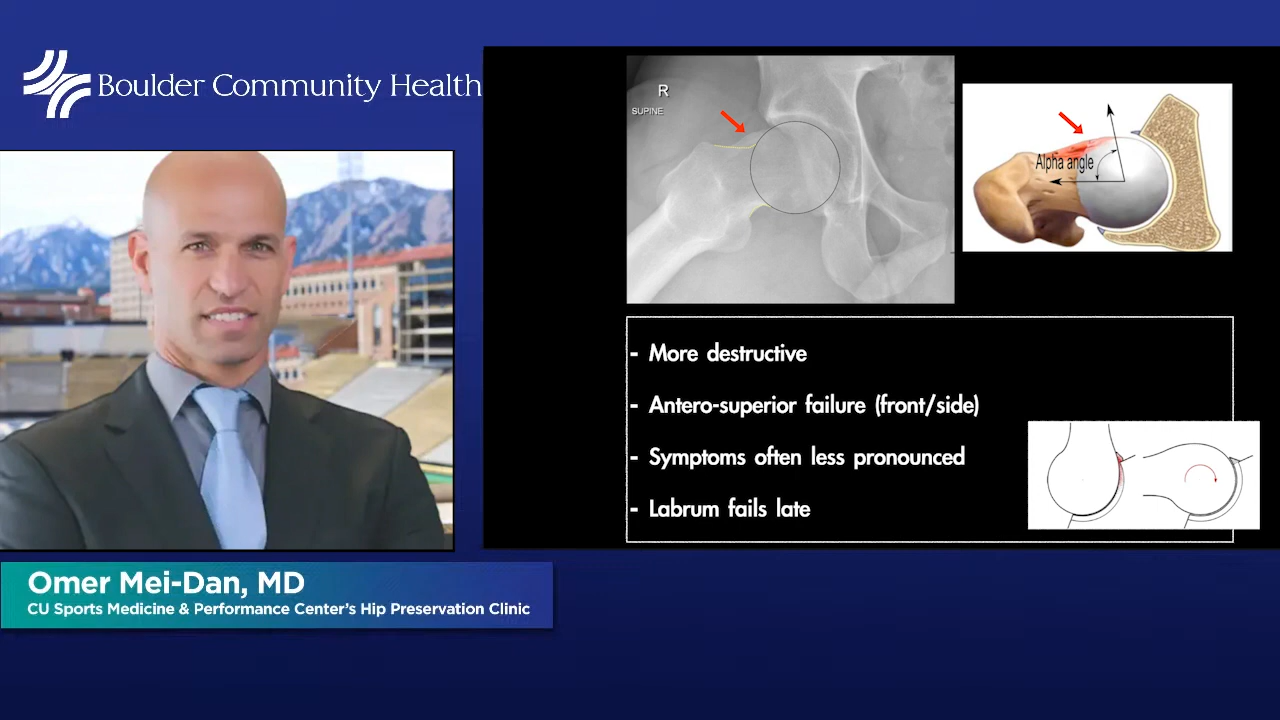 Boulder Community Health
R
SUPINE
Alpha angle
- More destructive
- Antero-superior failure (front/side)
- Symptoms often less pronounced
- Labrum fails late
Omer Mei-Dan, MD
CU Sports Medicine & Performance Center's Hip Preservation Clinic